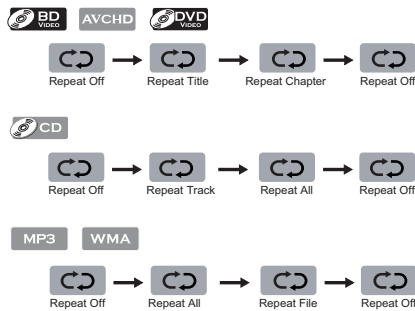 BD VIDEO AVCHD DVD VIDEO
Repeat Off Repeat Title Repeat Chapter Repeat Off
CD
Repeat Off Repeat Track Repeat All Repeat Off
MP3 WMA
Repeat Off Repeat All Repeat File Repeat Off